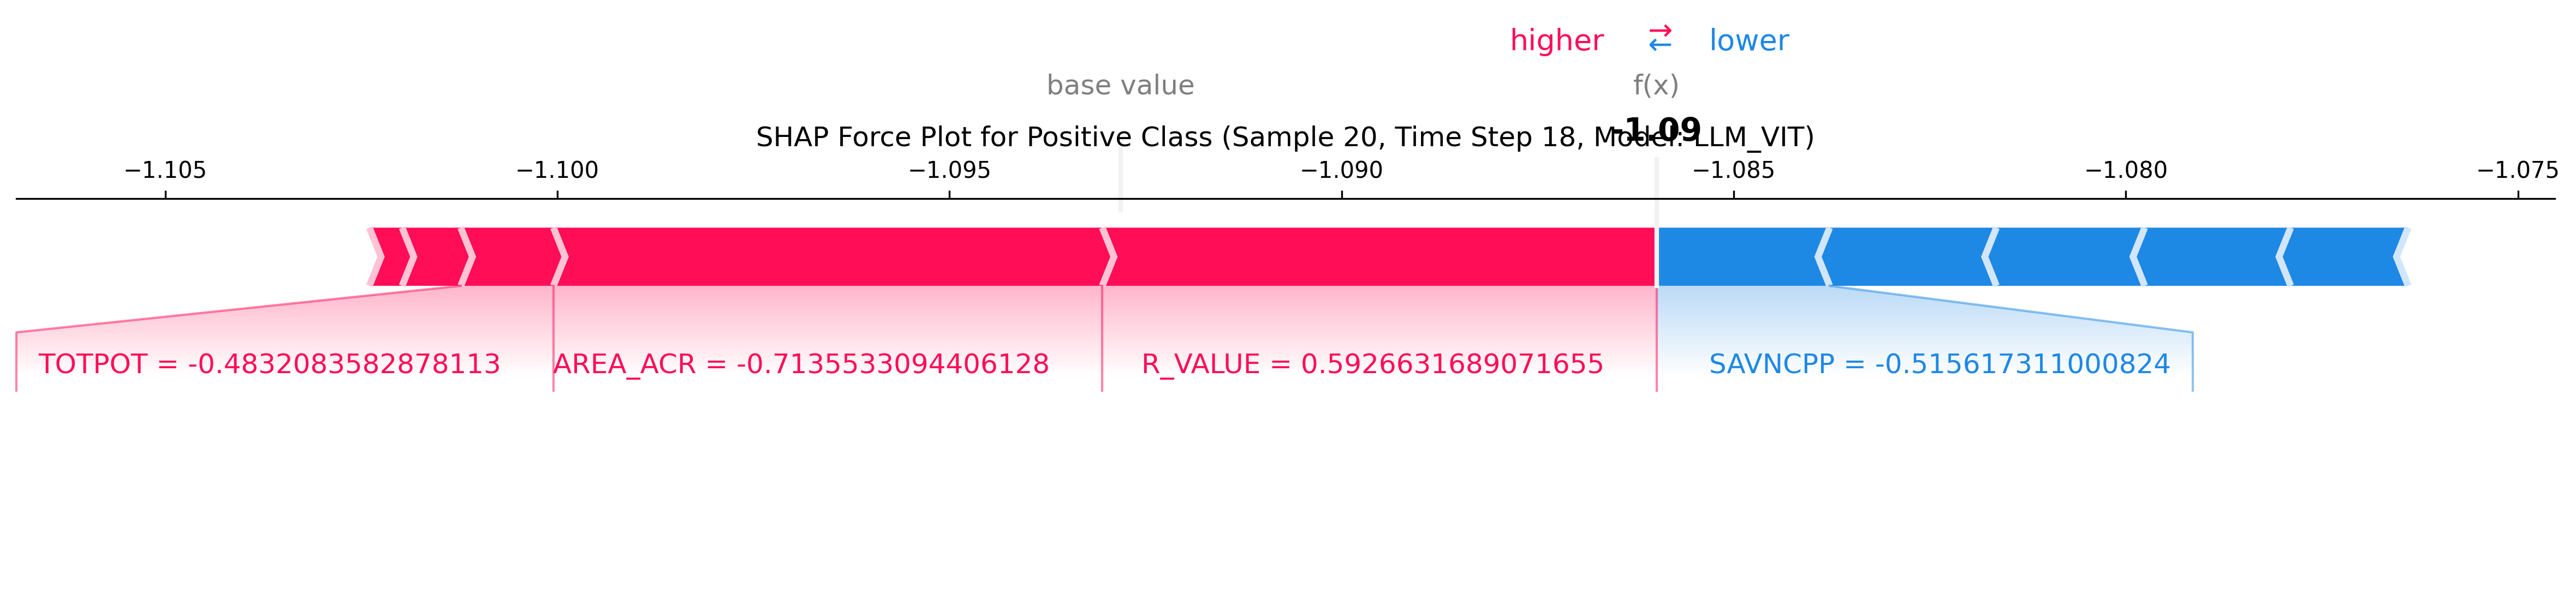 higher ⇄ lower
base value f(x)
-1.09
SHAP Force Plot for Positive Class (Sample 20, Time Step 18, Model: LLM_VIT)
−1.105 −1.100 −1.095 −1.090 −1.085 −1.080 −1.075
TOTPOT = -0.4832083582878113 AREA_ACR = -0.7135533094406128 R_VALUE = 0.5926631689071655 SAVNCPP = -0.515617311000824